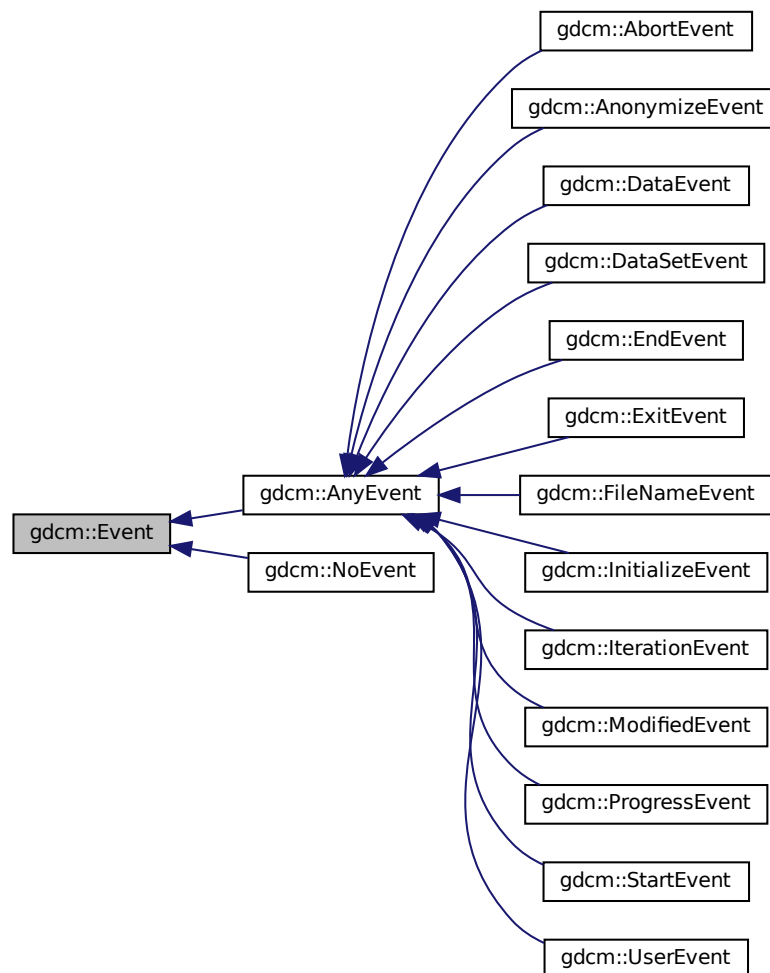 gdcm::AbortEvent
gdcm::AnonymizeEvent
gdcm::DataEvent
gdcm::DataSetEvent
gdcm::EndEvent
gdcm::ExitEvent
gdcm::AnyEvent
gdcm::FileNameEvent
gdcm::Event
gdcm::NoEvent
gdcm::InitializeEvent
gdcm::IterationEvent
gdcm::ModifiedEvent
gdcm::ProgressEvent
gdcm::StartEvent
gdcm::UserEvent